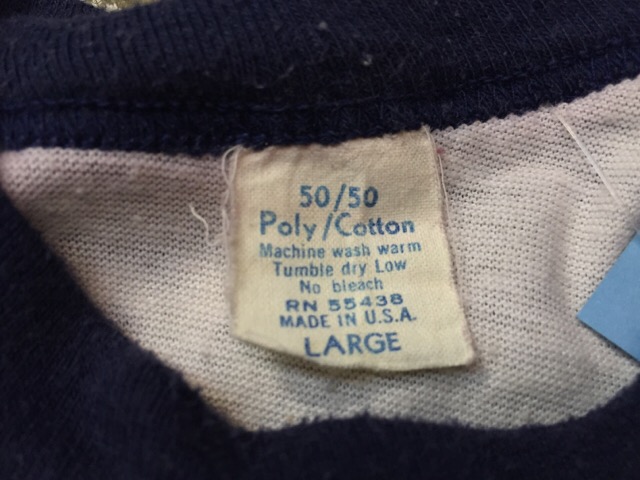 50/50
Poly/Cotton
Machine wash warm
Tumble dry Low
No bleach
RN 55438
MADE IN U.S.A.
LARGE